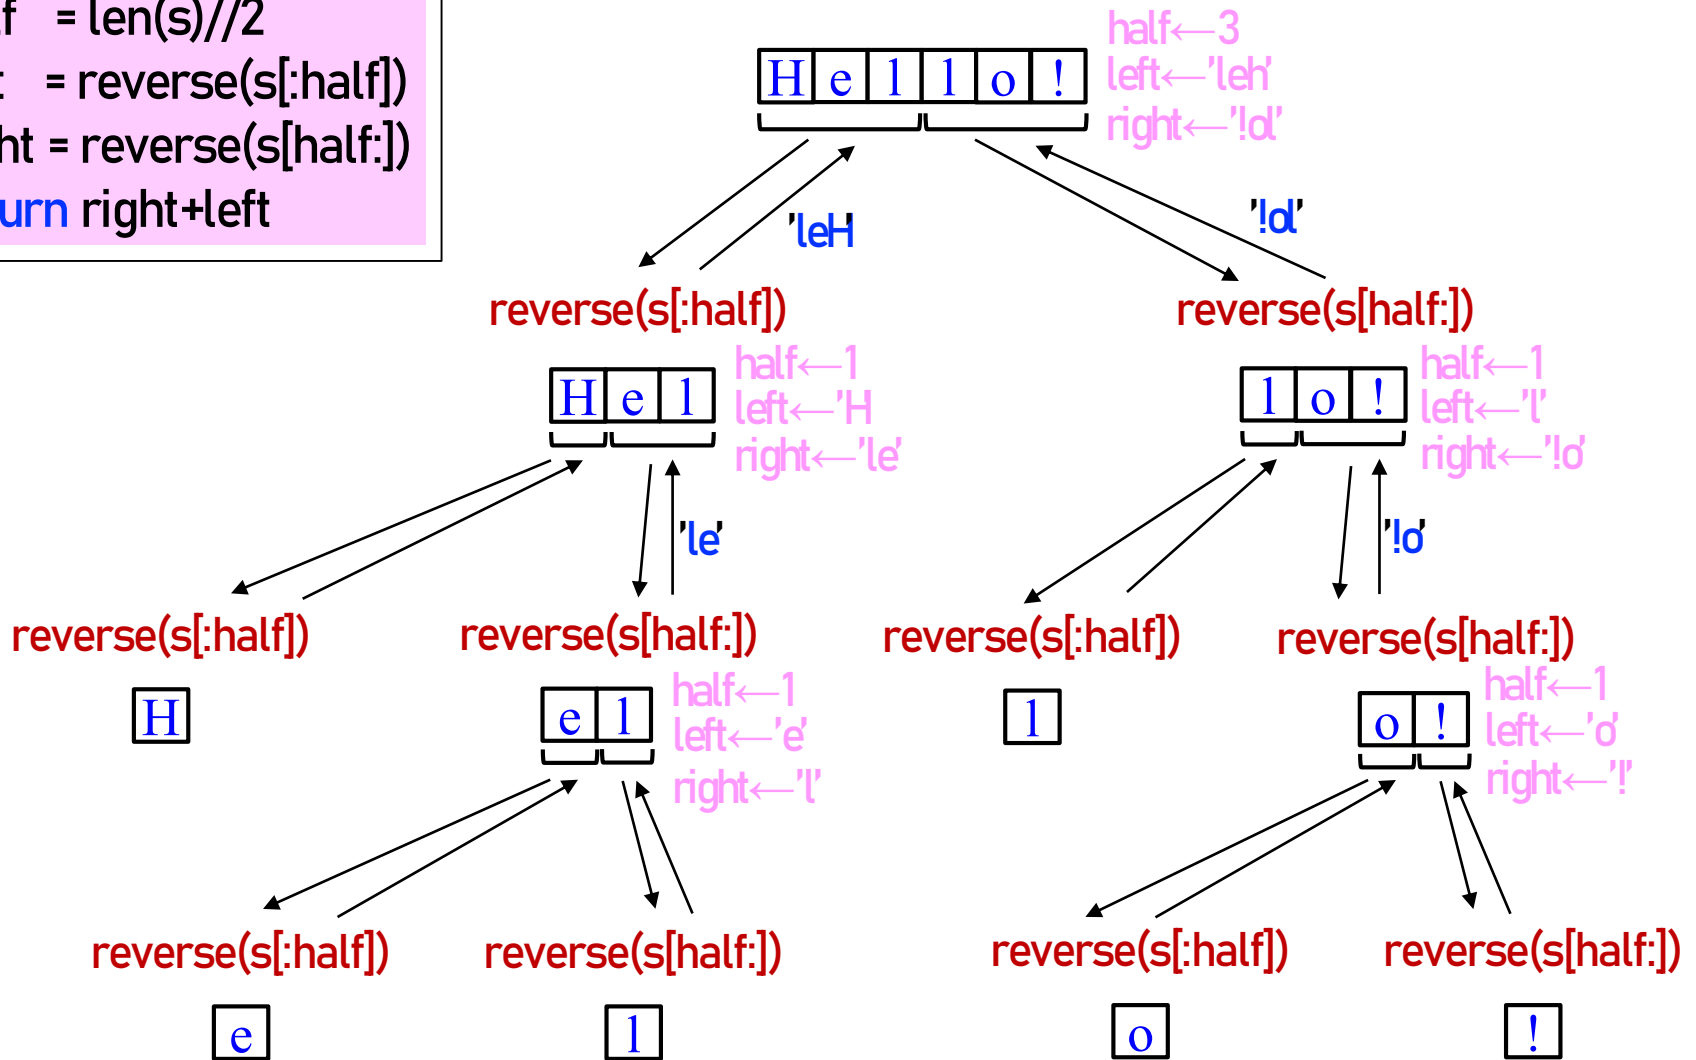 f = len(s)//2
t = reverse(s[:half])
ht = reverse(s[half:])
urn right+left
H e l l o !
half←3
left←'leh'
right←'!ol'
'leH'
'!ol'
reverse(s[:half])
reverse(s[half:])
H e l
half←1
left←'H
right←'le'
l o !
half←1
left←'l'
right←'!o'
'le'
'!o'
reverse(s[:half])
reverse(s[half:])
reverse(s[:half])
reverse(s[half:])
H
e l
half←1
left←'e'
right←'l'
l
o !
half←1
left←'o'
right←'!'
reverse(s[:half])
reverse(s[half:])
reverse(s[:half])
reverse(s[half:])
e
l
o
!